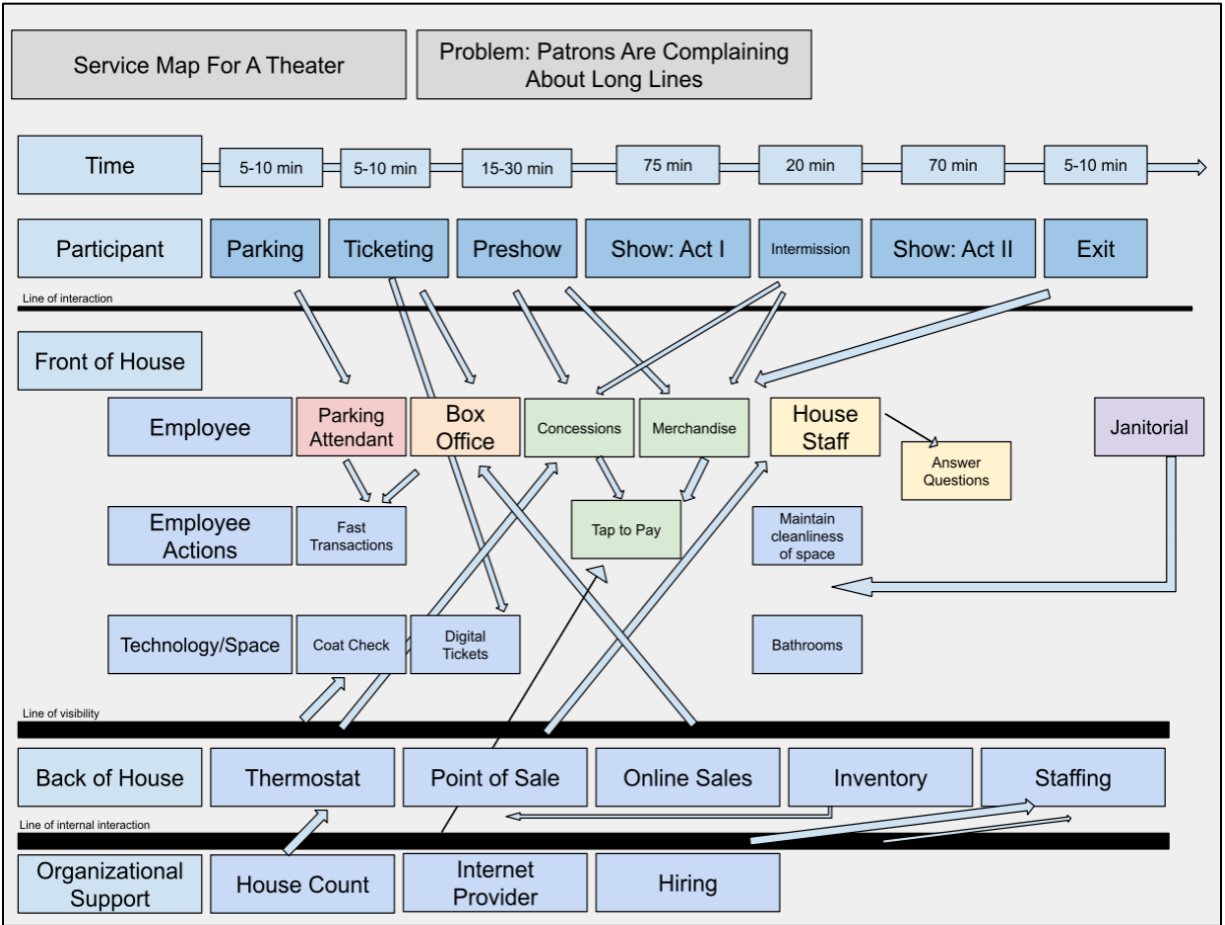 Service Map For A Theater
Problem: Patrons Are Complaining
About Long Lines
Time
5-10 min
5-10 min
15-30 min
75 min
20 min
70 min
5-10 min
Participant
Parking
Ticketing
Preshow
Show: Act I
Intermission
Show: Act II
Exit
Line of interaction
Front of House
Employee
Parking
Attendant
Box
Office
Concessions
Merchandise
House
Staff
Answer
Questions
Janitorial
Employee
Actions
Fast
Transactions
Tap to Pay
Maintain
cleanliness
of space
Technology/Space
Coat Check
Digital
Tickets
Bathrooms
Line of visibility
Back of House
Thermostat
Point of Sale
Online Sales
Inventory
Staffing
Line of internal interaction
Organizational
Support
House Count
Internet
Provider
Hiring